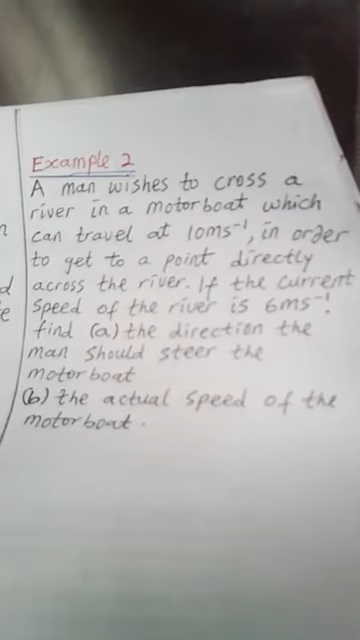 Example 2
A man wishes to cross a
river in a motorboat which
can travel at 10ms⁻¹, in order
to get to a point directly
across the river. If the current
speed of the river is 6ms⁻¹.
find (a) the direction the
man should steer the
motorboat
(b) the actual speed of the
motorboat.